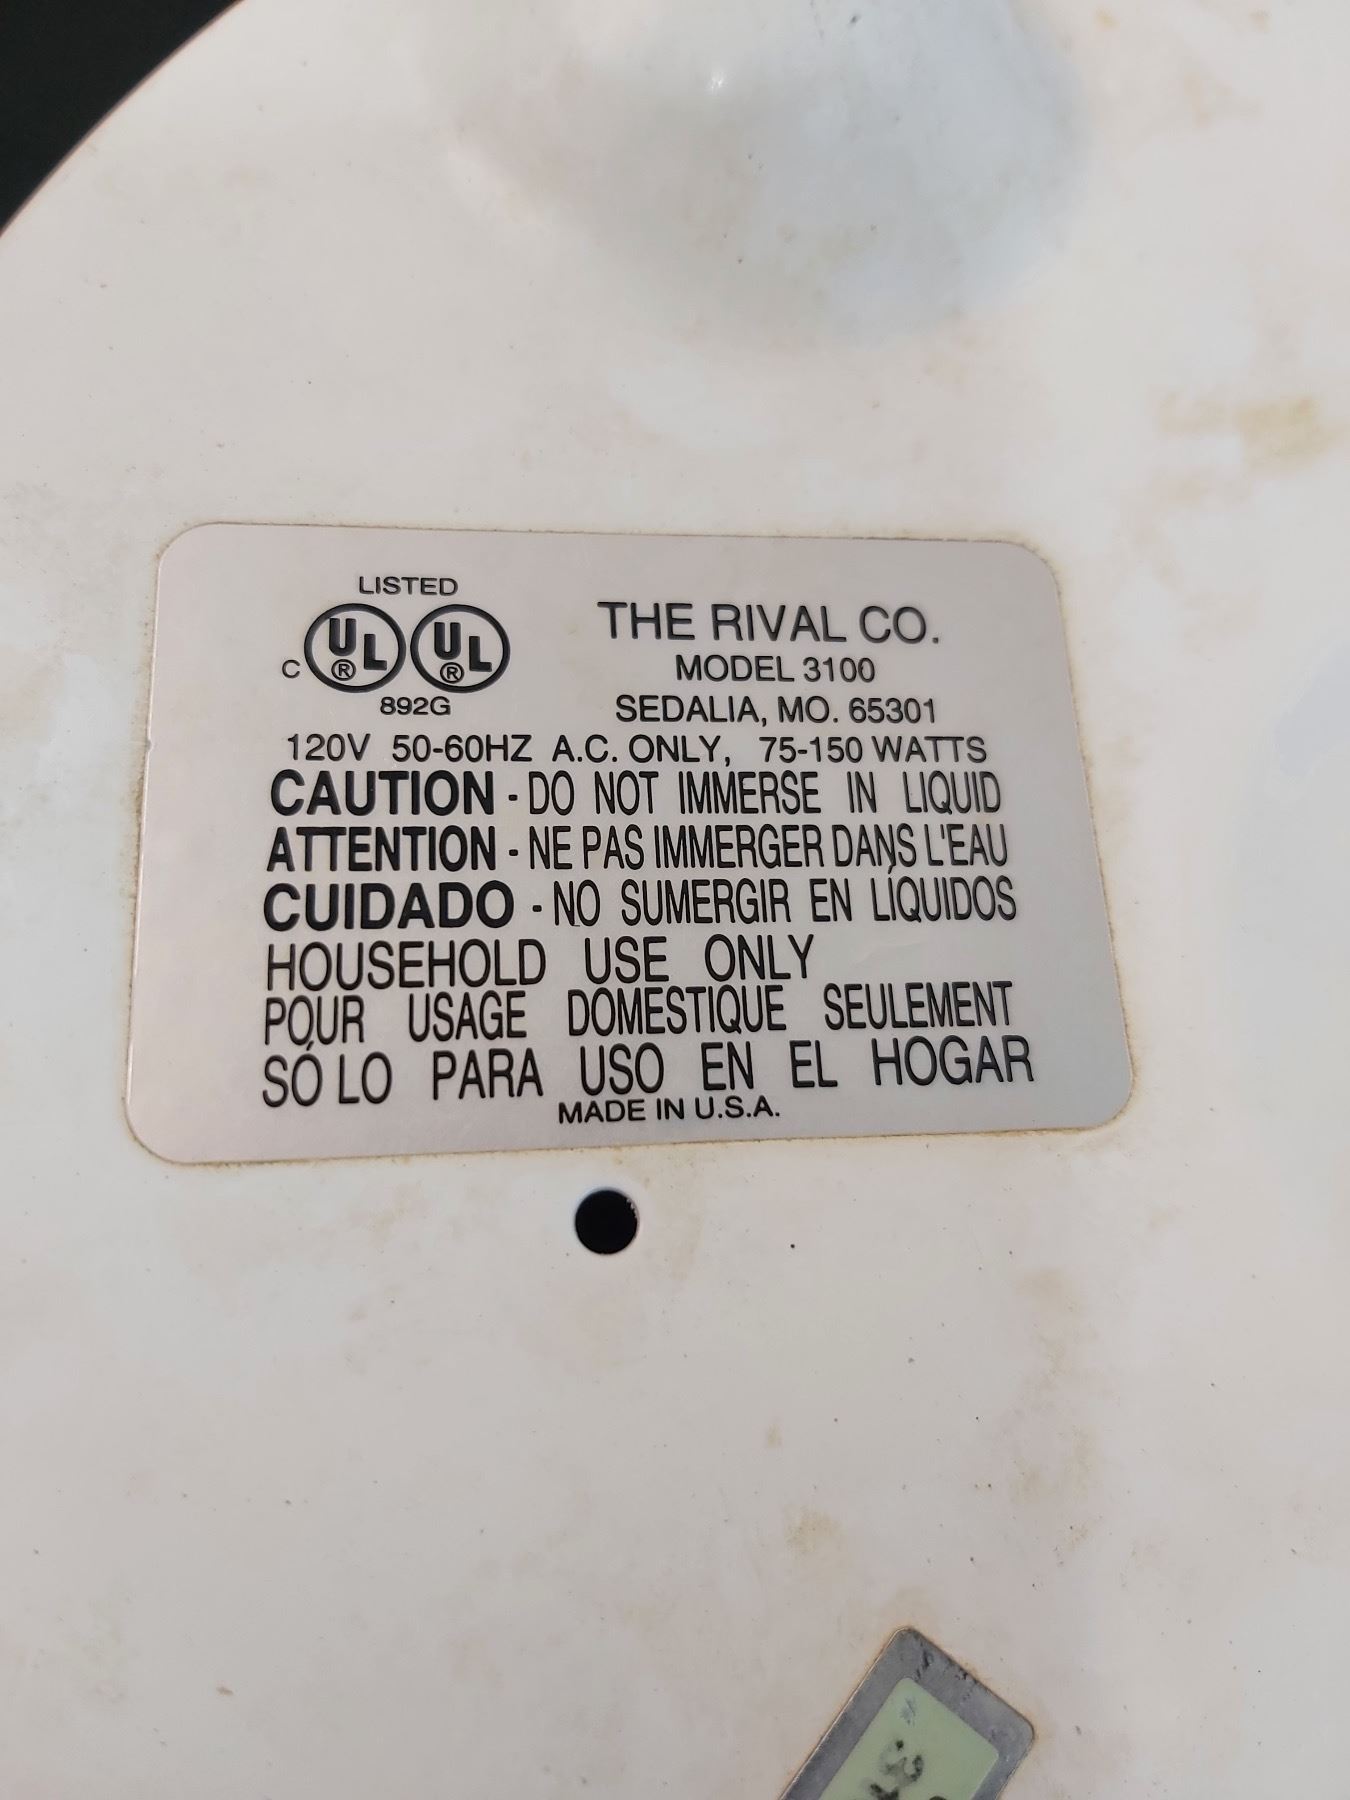 LISTED
C UL® UL®
892G
THE RIVAL CO.
MODEL 3100
SEDALIA, MO. 65301
120V 50-60HZ A.C. ONLY, 75-150 WATTS
CAUTION - DO NOT IMMERSE IN LIQUID
ATTENTION - NE PAS IMMERGER DANS L'EAU
CUIDADO - NO SUMERGIR EN LÍQUIDOS
HOUSEHOLD USE ONLY
POUR USAGE DOMESTIQUE SEULEMENT
SÓLO PARA USO EN EL HOGAR
MADE IN U.S.A.